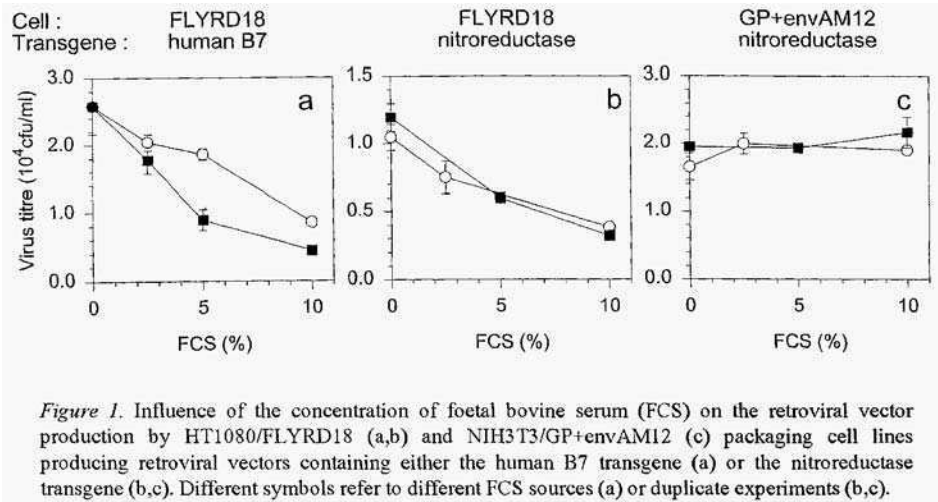 Cell : FLYRD18 FLYRD18 GP+envAM12
Transgene : human B7 nitroreductase nitroreductase
3.0 1.5 3.0
a b c
2.0 1.0 2.0
1.0 0.5 1.0
0.0 0.0 0.0
Virus titre (10⁴cfu/ml)
0 5 10 0 5 10 0 5 10
FCS (%) FCS (%) FCS (%)
Figure 1. Influence of the concentration of foetal bovine serum (FCS) on the retroviral vector
production by HT1080/FLYRD18 (a,b) and NIH3T3/GP+envAM12 (c) packaging cell lines
producing retroviral vectors containing either the human B7 transgene (a) or the nitroreductase
transgene (b,c). Different symbols refer to different FCS sources (a) or duplicate experiments (b,c).